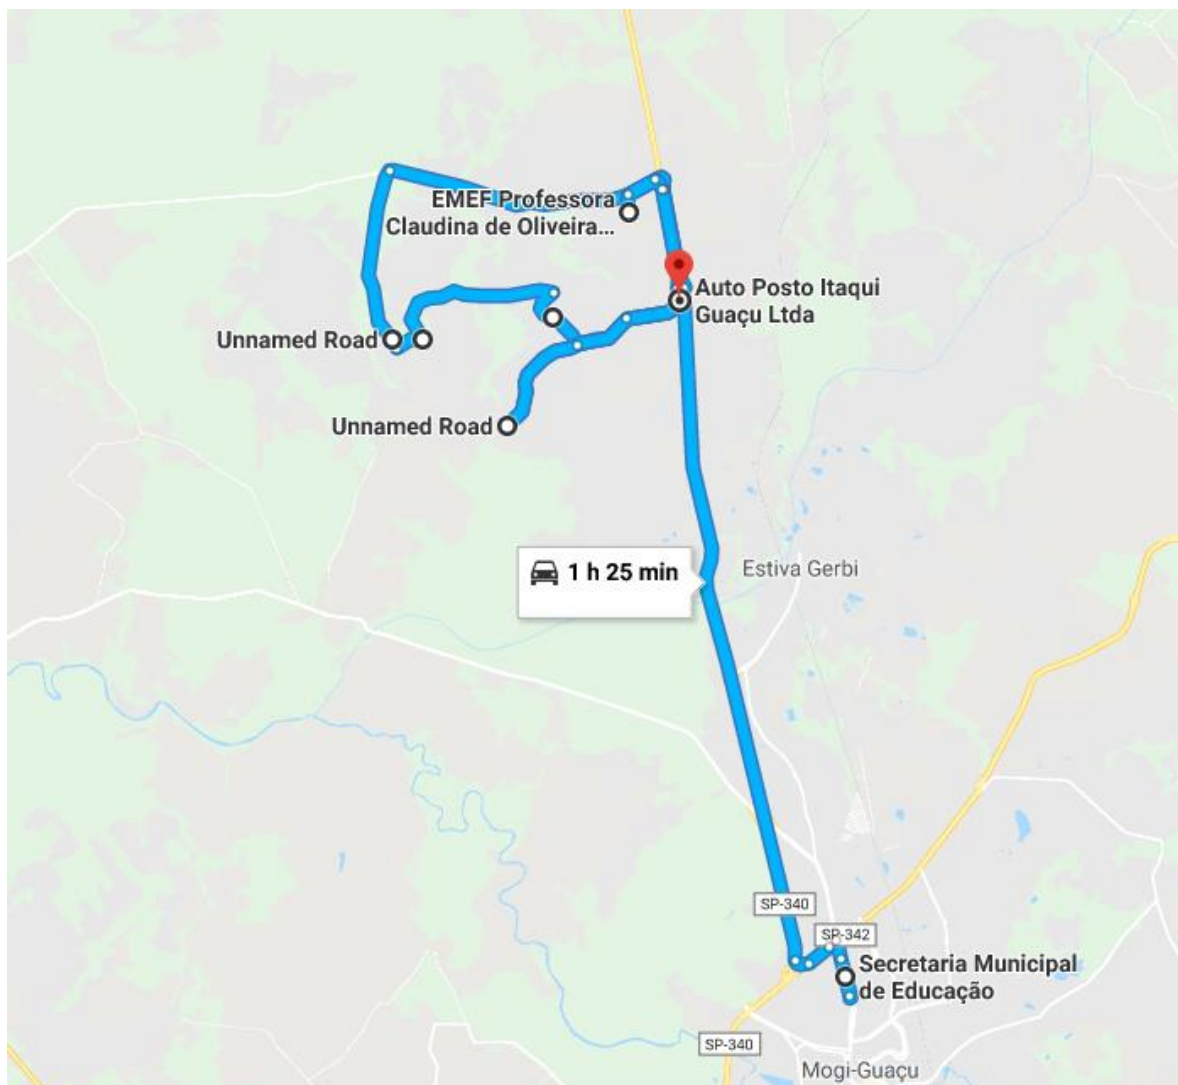 EMEF Professora
Claudina de Oliveira...
Auto Posto Itaqui
Guaçu Ltda
Unnamed Road
Unnamed Road
1 h 25 min
Estiva Gerbi
SP-340
SP-342
Secretaria Municipal
de Educação
SP-340
Mogi-Guaçu